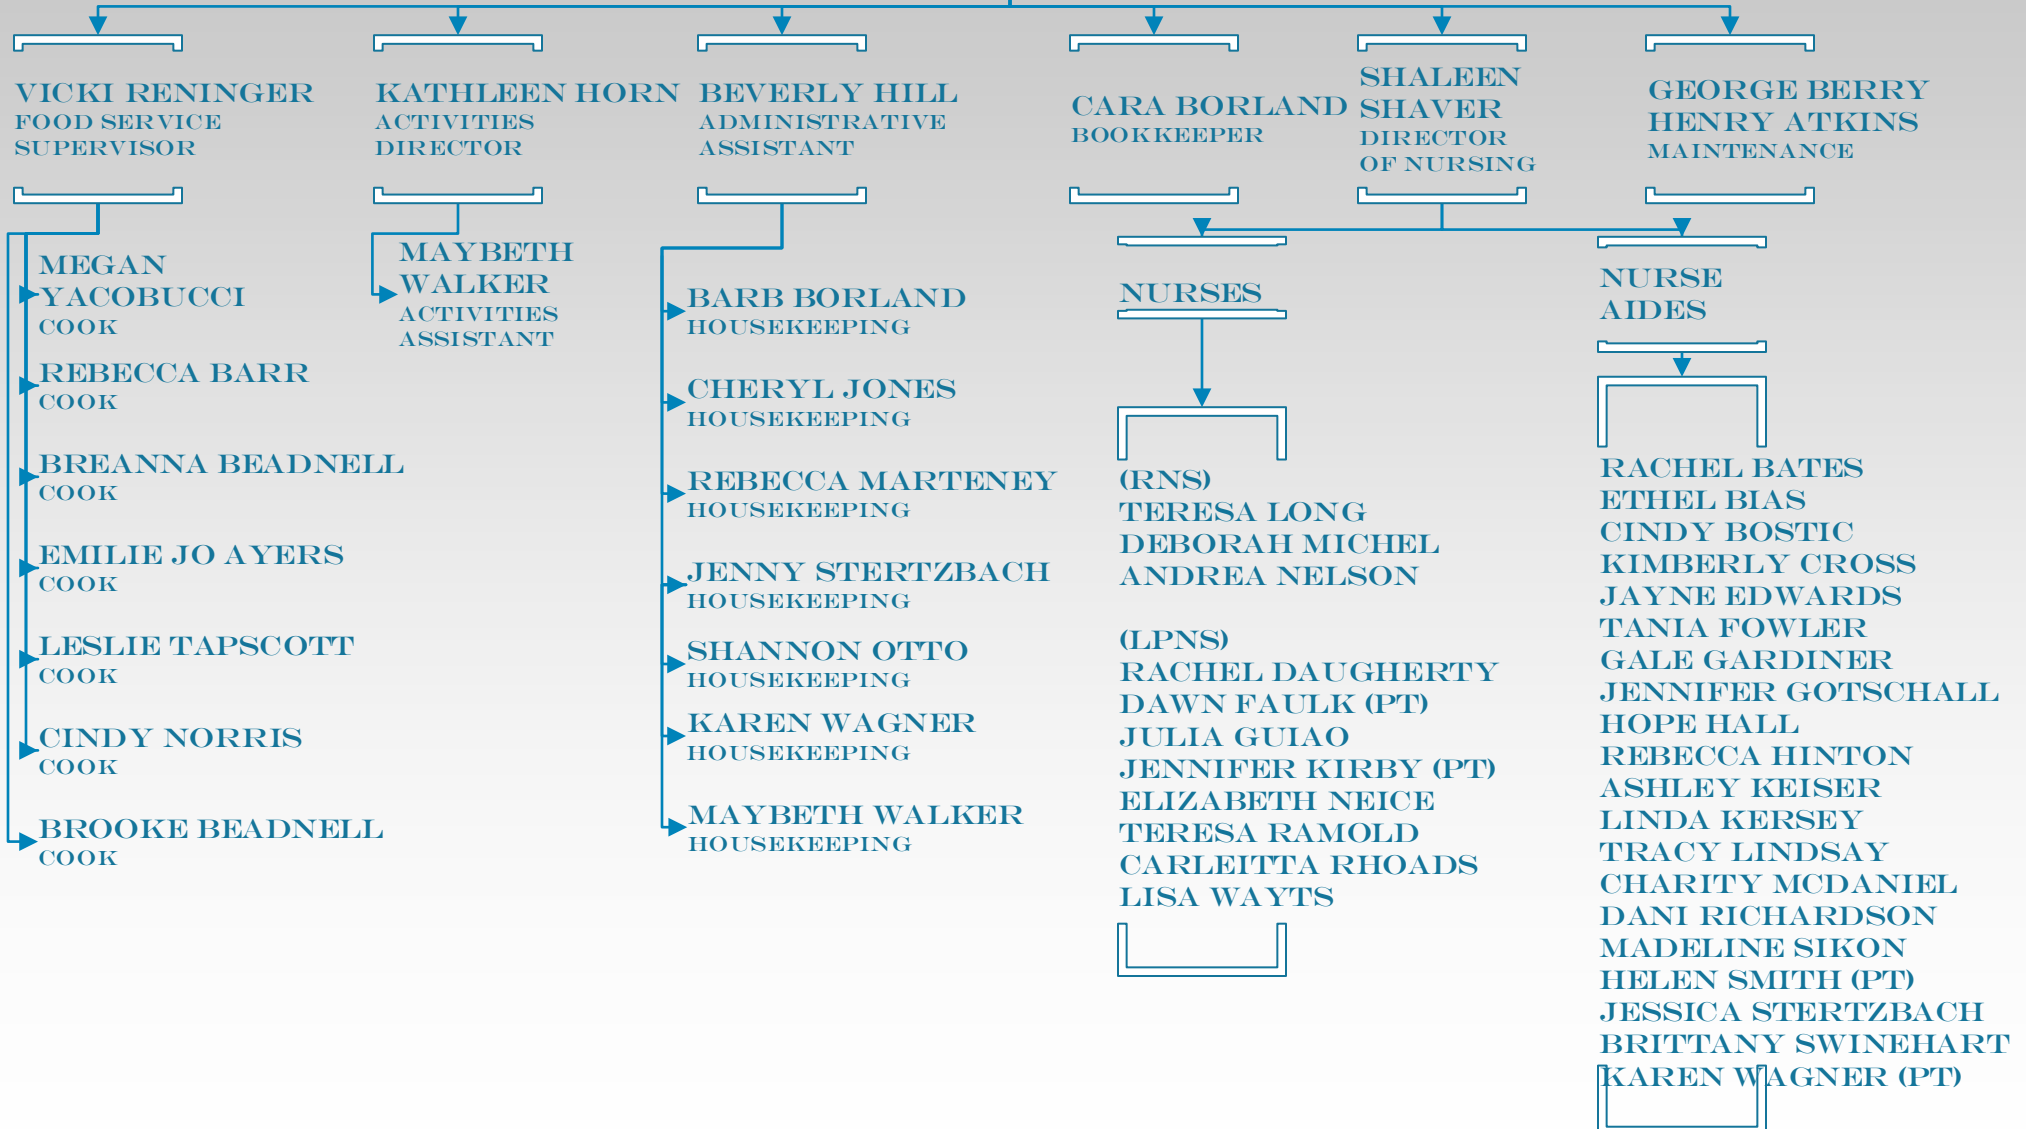 VICKI RENINGER
FOOD SERVICE
SUPERVISOR
KATHLEEN HORN
ACTIVITIES
DIRECTOR
BEVERLY HILL
ADMINISTRATIVE
ASSISTANT
CARA BORLAND
BOOKKEEPER
SHALEEN
SHAVER
DIRECTOR
OF NURSING
GEORGE BERRY
HENRY ATKINS
MAINTENANCE
MEGAN
YACOBUCCI
COOK
REBECCA BARR
COOK
BREANNA BEADNELL
COOK
EMILIE JO AYERS
COOK
LESLIE TAPSCOTT
COOK
CINDY NORRIS
COOK
BROOKE BEADNELL
COOK
MAYBETH
WALKER
ACTIVITIES
ASSISTANT
BARB BORLAND
HOUSEKEEPING
CHERYL JONES
HOUSEKEEPING
REBECCA MARTENEY
HOUSEKEEPING
JENNY STERTZBACH
HOUSEKEEPING
SHANNON OTTO
HOUSEKEEPING
KAREN WAGNER
HOUSEKEEPING
MAYBETH WALKER
HOUSEKEEPING
NURSES
(RNS)
TERESA LONG
DEBORAH MICHEL
ANDREA NELSON
(LPNS)
RACHEL DAUGHERTY
DAWN FAULK (PT)
JULIA GUIAO
JENNIFER KIRBY (PT)
ELIZABETH NEICE
TERESA RAMOLD
CARLEITTA RHOADS
LISA WAYTS
NURSE
AIDES
RACHEL BATES
ETHEL BIAS
CINDY BOSTIC
KIMBERLY CROSS
JAYNE EDWARDS
TANIA FOWLER
GALE GARDINER
JENNIFER GOTSCHALL
HOPE HALL
REBECCA HINTON
ASHLEY KEISER
LINDA KERSEY
TRACY LINDSAY
CHARITY MCDANIEL
DANI RICHARDSON
MADELINE SIKON
HELEN SMITH (PT)
JESSICA STERTZBACH
BRITTANY SWINEHART
KAREN WAGNER (PT)